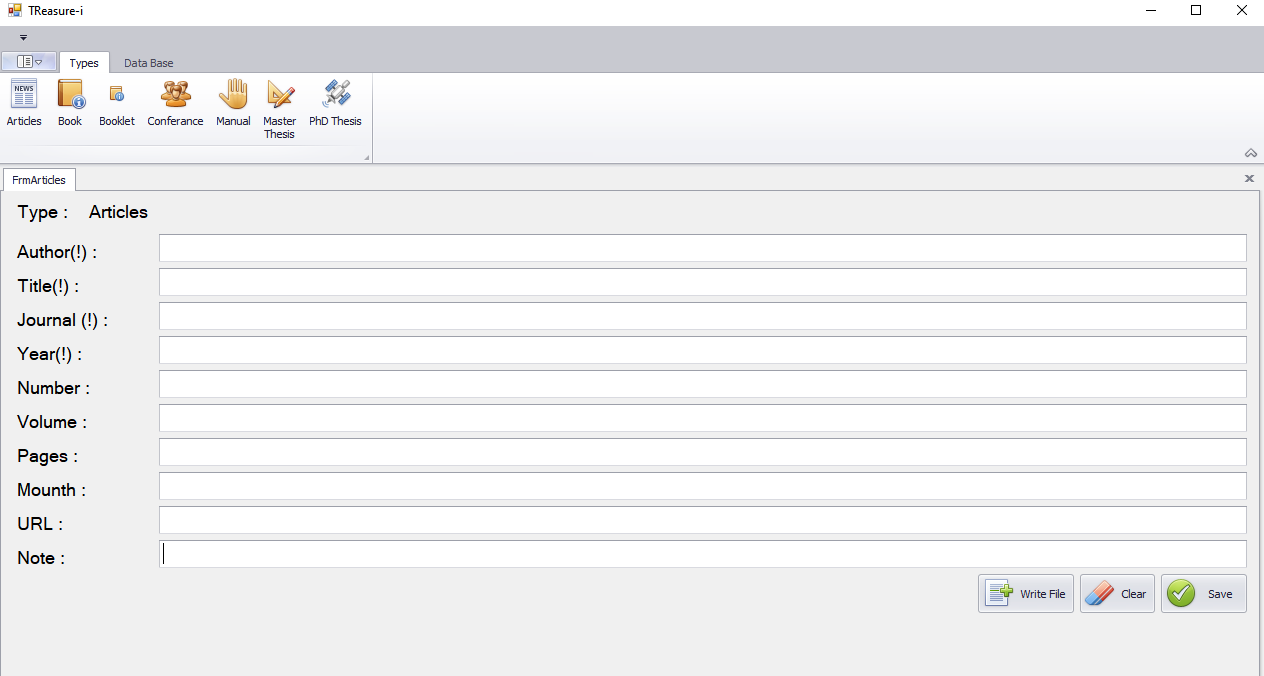 TReasure-i
Types Data Base
NEWS
Articles Book Booklet Conferance Manual Master Thesis PhD Thesis
FrmArticles
Type : Articles
Author(!) :
Title(!) :
Journal (!) :
Year(!) :
Number :
Volume :
Pages :
Mounth :
URL :
Note :
Write File Clear Save